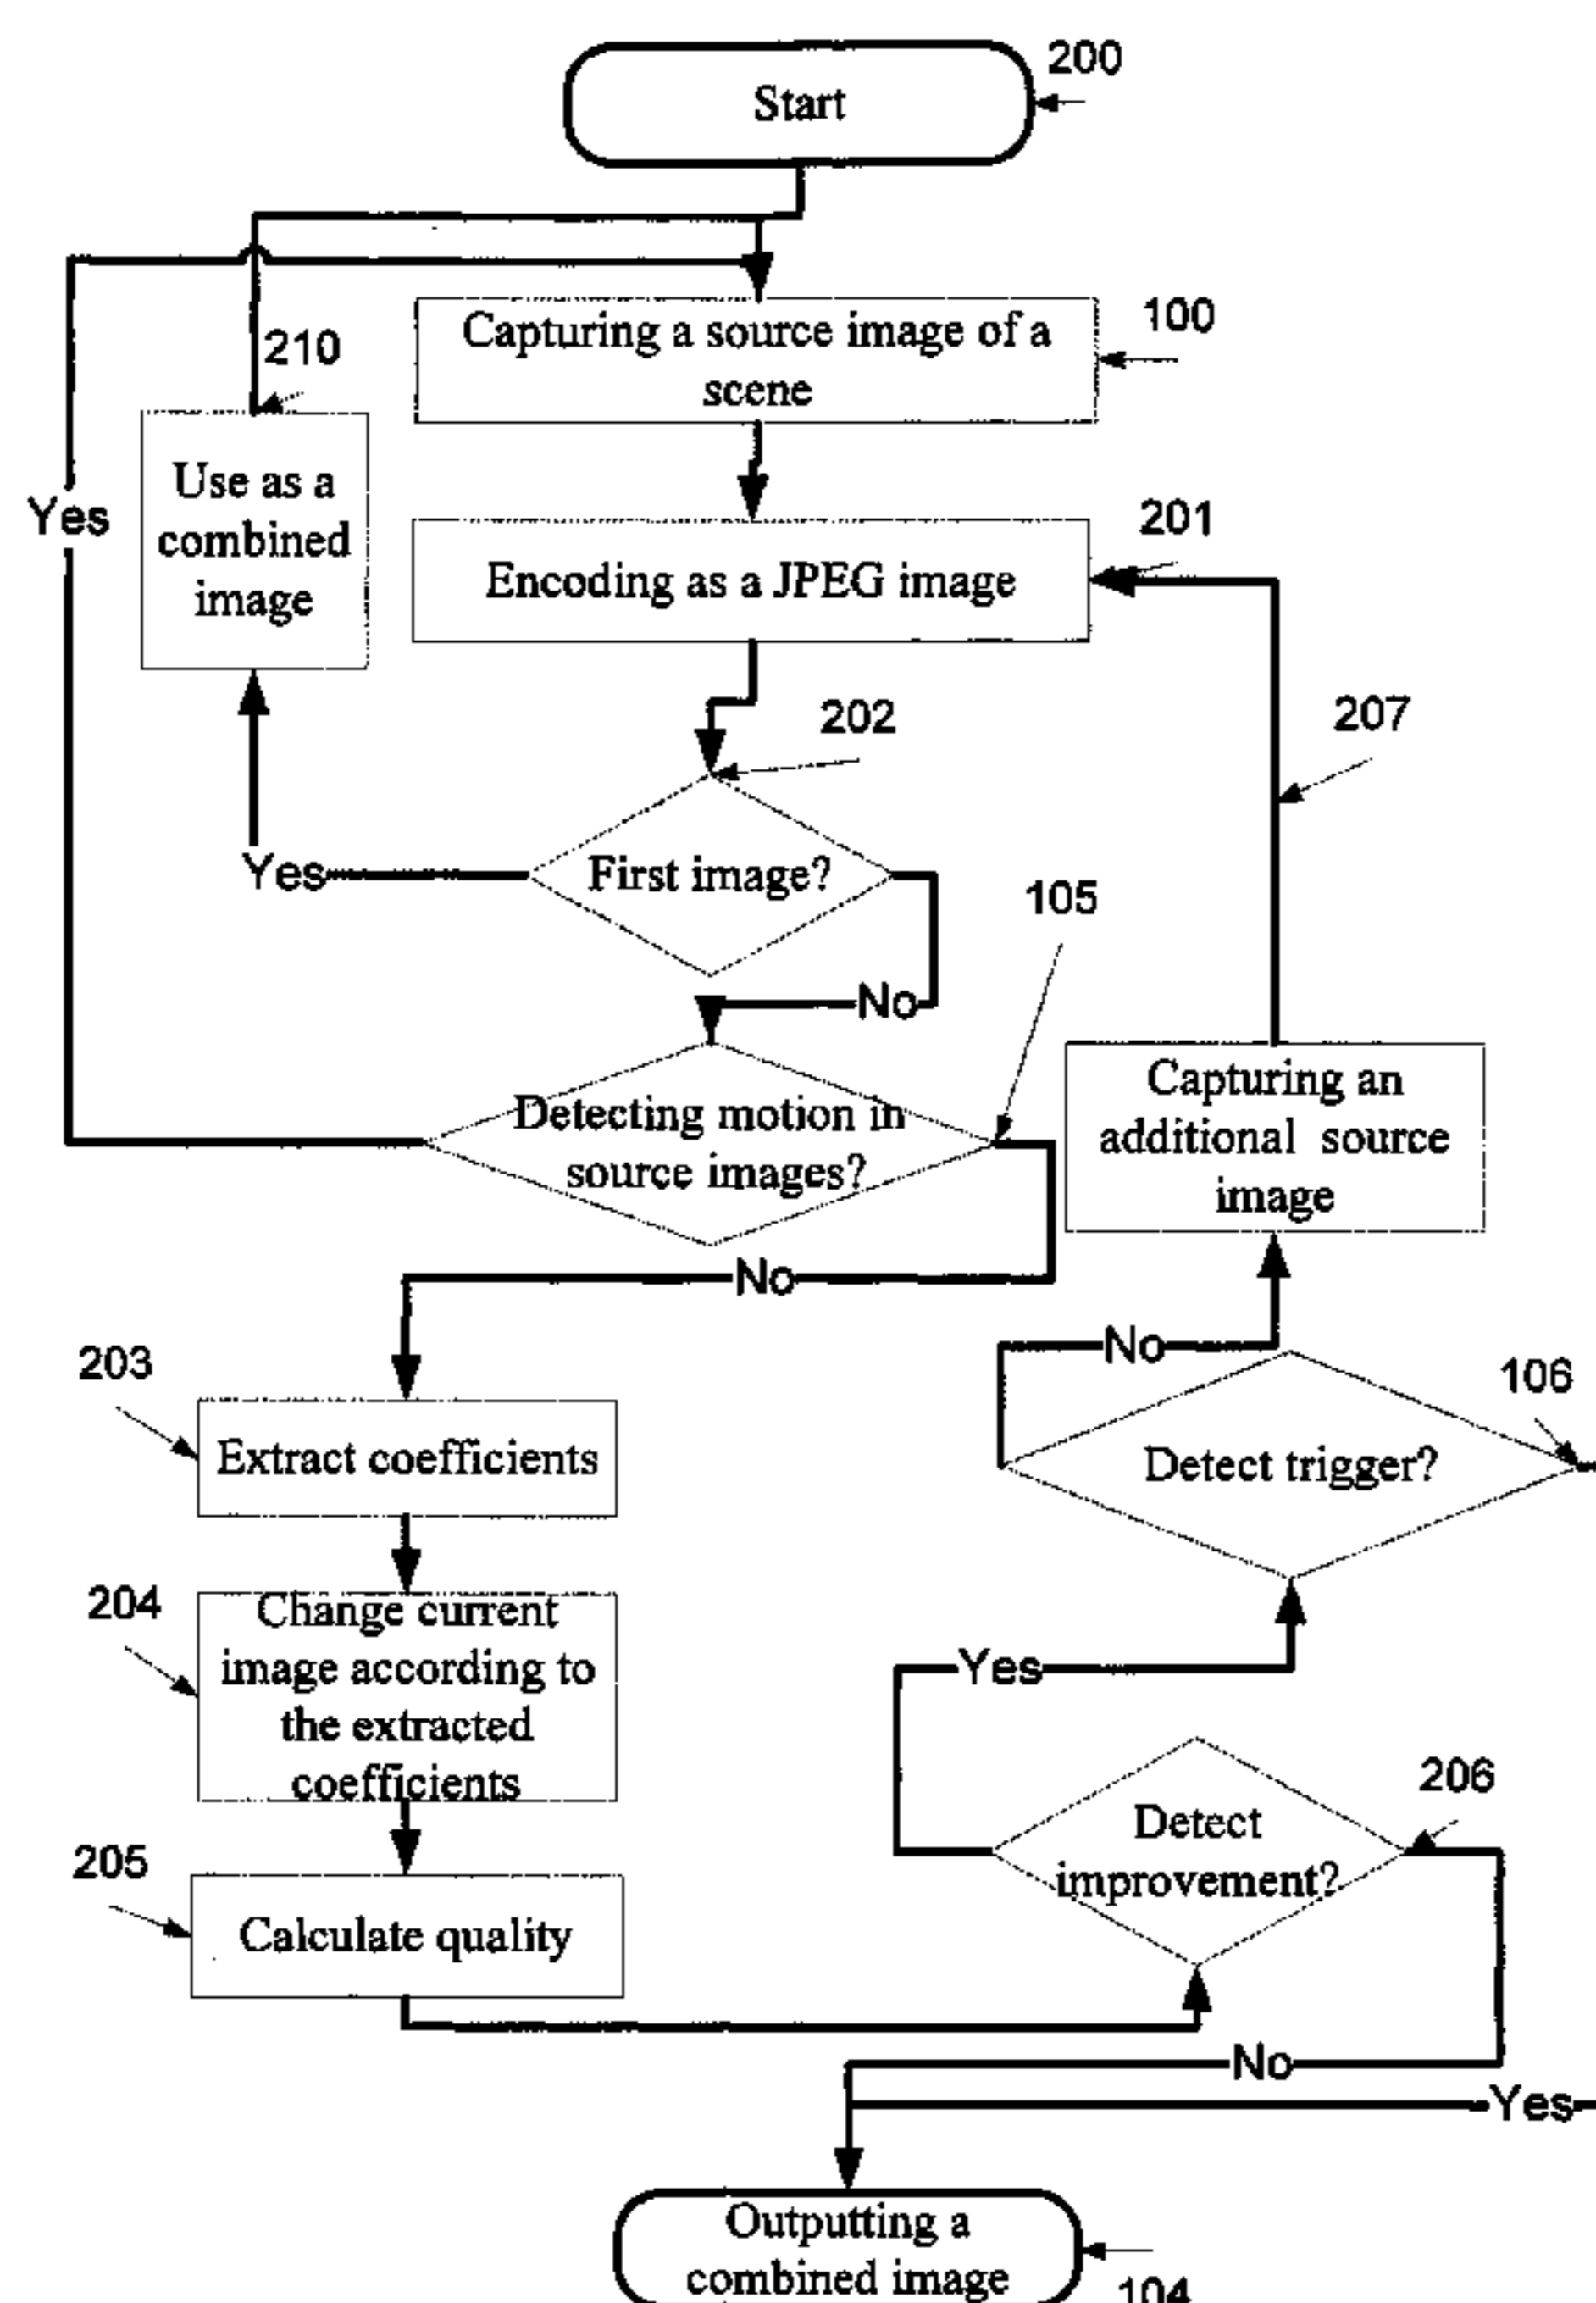 200
Start
100
Capturing a source image of a
scene
210
Use as a
combined
image
Yes
201
Encoding as a JPEG image
202
207
First image?
Yes
105
No
Detecting motion in
source images?
Capturing an
additional source
image
No
No
203
106
Extract coefficients
Detect trigger?
204
Change current
image according to
the extracted
coefficients
Yes
206
Detect
improvement?
205
Calculate quality
No
Yes
Outputting a
combined image
104